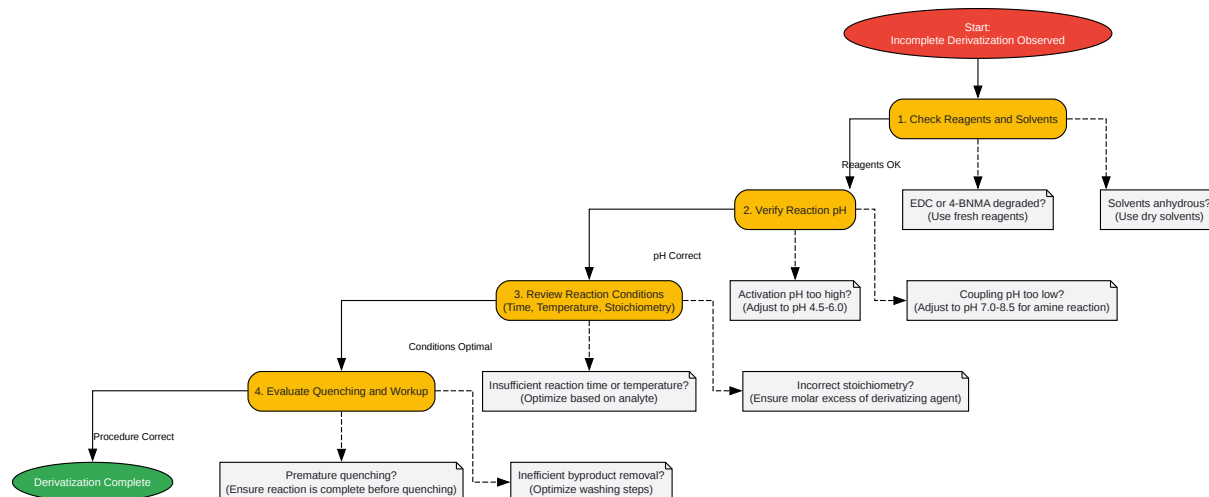 Start:
Incomplete Derivatization Observed
1. Check Reagents and Solvents
Reagents OK
2. Verify Reaction pH
EDC or 4-BNMA degraded?
(Use fresh reagents)
Solvents anhydrous?
(Use dry solvents)
pH Correct
3. Review Reaction Conditions
(Time, Temperature, Stoichiometry)
Activation pH too high?
(Adjust to pH 4.5-6.0)
Coupling pH too low?
(Adjust to pH 7.0-8.5 for amine reaction)
Conditions Optimal
4. Evaluate Quenching and Workup
Insufficient reaction time or temperature?
(Optimize based on analyte)
Incorrect stoichiometry?
(Ensure molar excess of derivatizing agent)
Procedure Correct
Derivatization Complete
Premature quenching?
(Ensure reaction is complete before quenching)
Inefficient byproduct removal?
(Optimize washing steps)